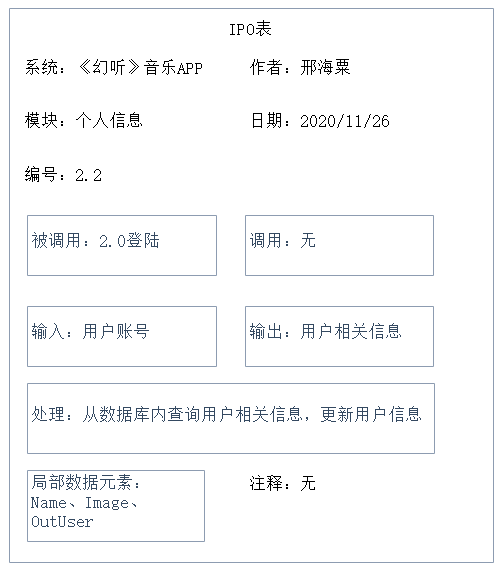 IPO表
系统：《幻听》音乐APP
作者：邢海粟
模块：个人信息
日期：2020/11/26
编号：2.2
被调用：2.0登陆
调用：无
输入：用户账号
输出：用户相关信息
处理：从数据库内查询用户相关信息，更新用户信息
局部数据元素：
Name、Image、
OutUser
注释：无